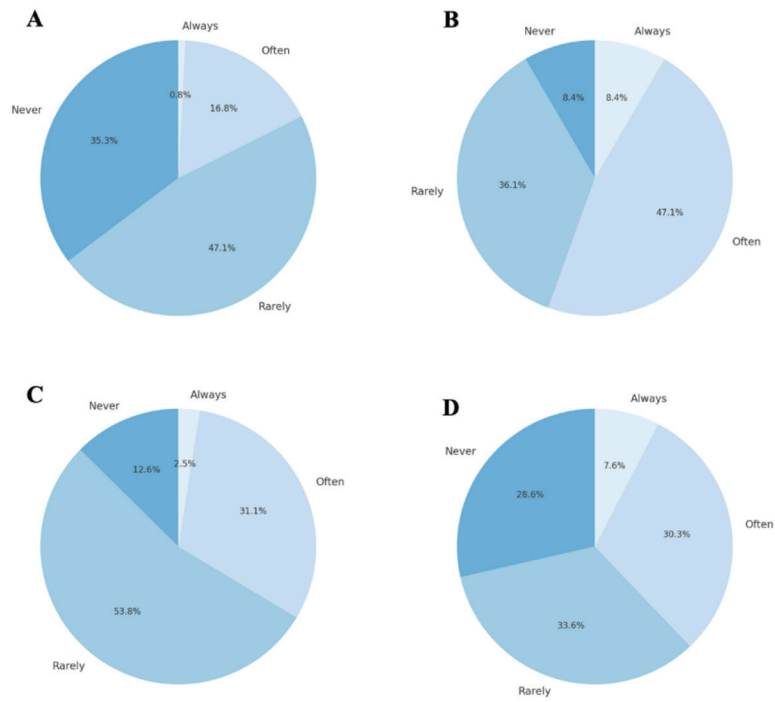 A
Always
Often
Never
0.8%
16.8%
35.3%
47.1%
Rarely
B
Never
Always
8.4%
8.4%
Rarely
36.1%
47.1%
Often
C
Always
Never
2.5%
12.6%
Often
31.1%
53.8%
Rarely
D
Always
Never
7.6%
28.6%
Often
30.3%
33.6%
Rarely